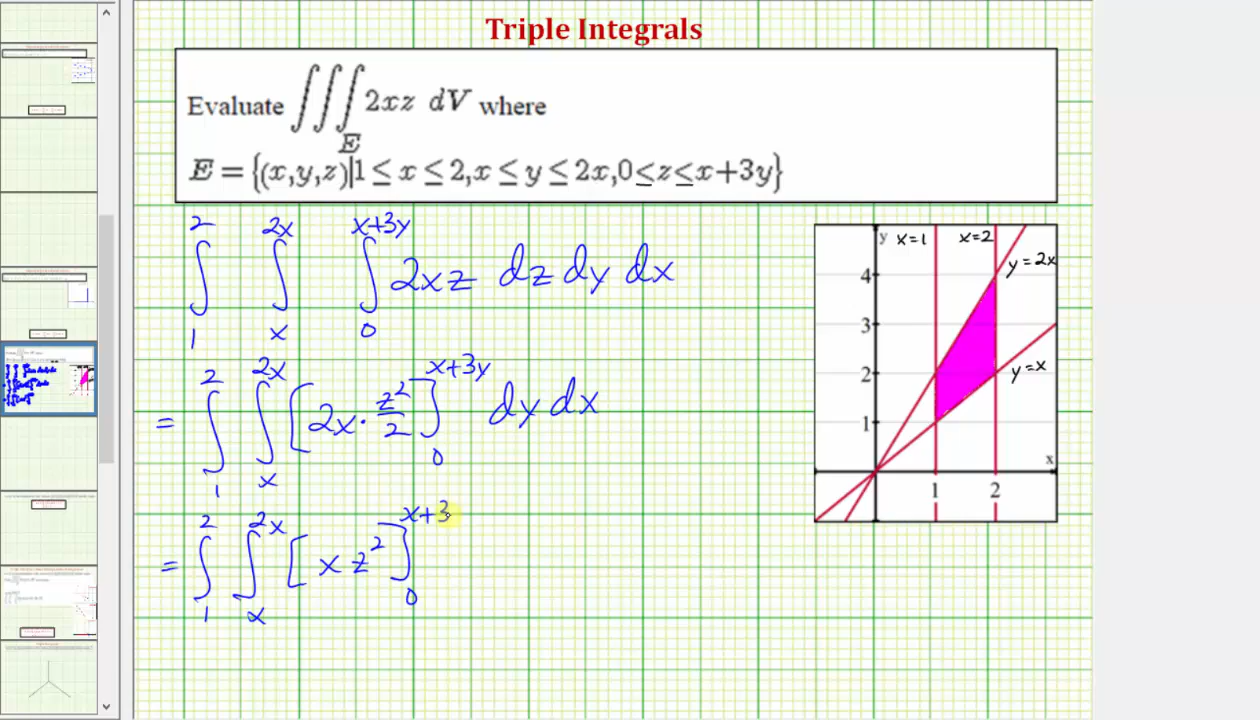 Triple Integrals
Evaluate ∭_E 2xz dV where
E = {(x,y,z)|1 ≤ x ≤ 2, x ≤ y ≤ 2x, 0 ≤ z ≤ x+3y}
∫_1^2 ∫_x^{2x} ∫_0^{x+3y} 2xz dz dy dx
= ∫_1^2 ∫_x^{2x} [2x · z²/2]_0^{x+3y} dy dx
= ∫_1^2 ∫_x^{2x} [x z²]_0^{x+3
y x=1 x=2
y = 2x
4
3
y = x
2
1
x
1 2